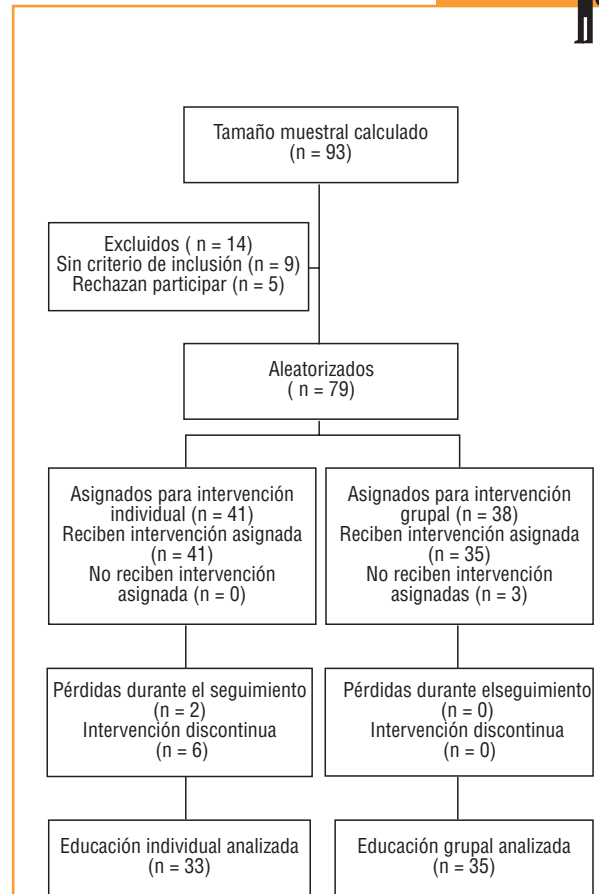 Tamaño muestral calculado
(n = 93)
Excluidos ( n = 14)
Sin criterio de inclusión (n = 9)
Rechazan participar (n = 5)
Aleatorizados
( n = 79)
Asignados para intervención
individual (n = 41)
Reciben intervención asignada
(n = 41)
No reciben intervención
asignada (n = 0)
Asignados para intervención
grupal (n = 38)
Reciben intervención asignada
(n = 35)
No reciben intervención
asignadas (n = 3)
Pérdidas durante el seguimiento
(n = 2)
Intervención discontinua
(n = 6)
Pérdidas durante elseguimiento
(n = 0)
Intervención discontinua
(n = 0)
Educación individual analizada
(n = 33)
Educación grupal analizada
(n = 35)